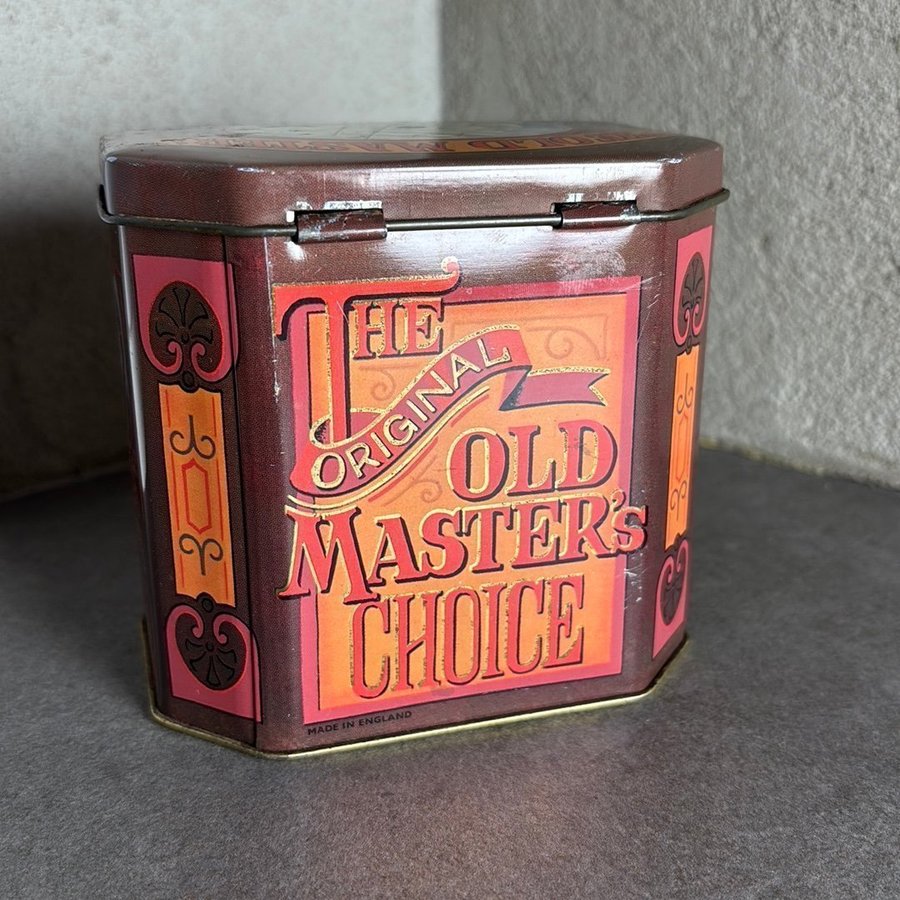 THE
ORIGINAL
OLD
MASTER'S
CHOICE
MADE IN ENGLAND